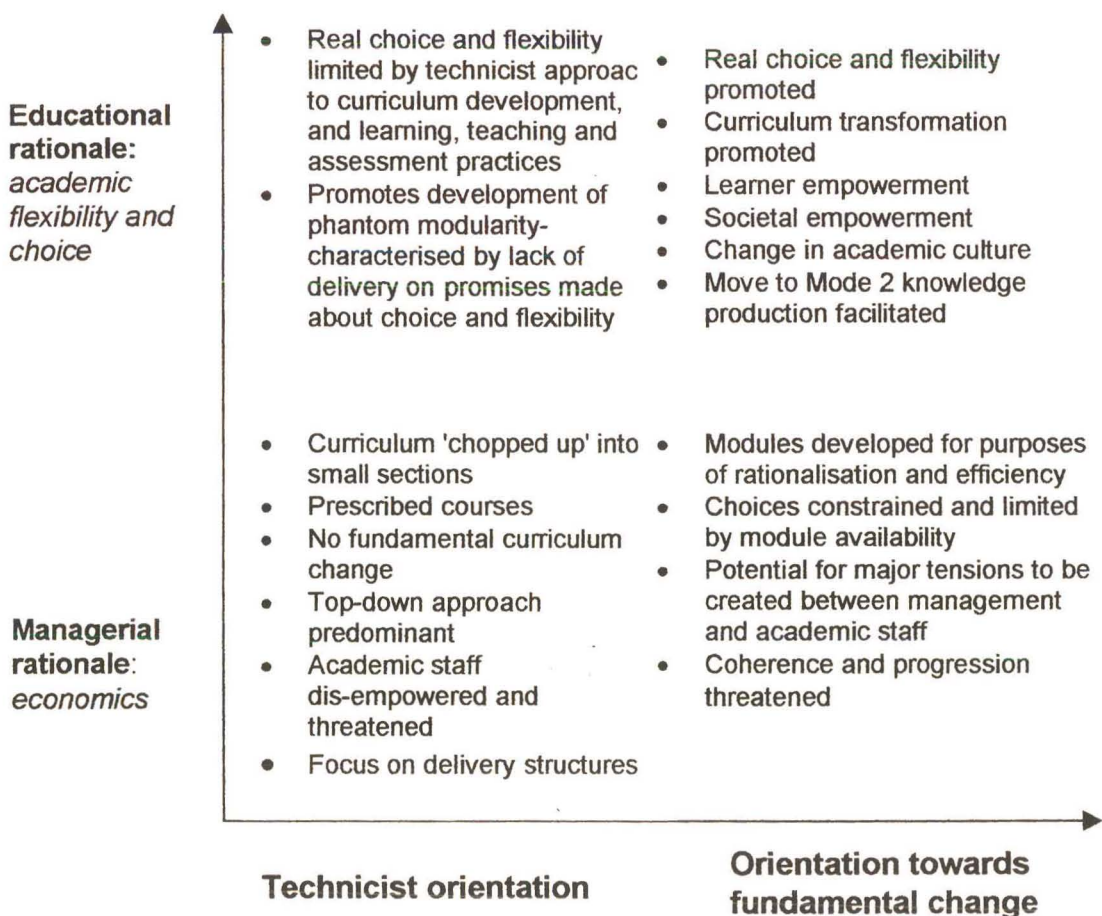 Educational
rationale:
academic
flexibility and
choice
• Real choice and flexibility
limited by technicist approac
to curriculum development,
and learning, teaching and
assessment practices
• Promotes development of
phantom modularity-
characterised by lack of
delivery on promises made
about choice and flexibility
• Real choice and flexibility
promoted
• Curriculum transformation
promoted
• Learner empowerment
• Societal empowerment
• Change in academic culture
• Move to Mode 2 knowledge
production facilitated
Managerial
rationale:
economics
• Curriculum 'chopped up' into
small sections
• Prescribed courses
• No fundamental curriculum
change
• Top-down approach
predominant
• Academic staff
dis-empowered and
threatened
• Focus on delivery structures
• Modules developed for purposes
of rationalisation and efficiency
• Choices constrained and limited
by module availability
• Potential for major tensions to be
created between management
and academic staff
• Coherence and progression
threatened
Technicist orientation
Orientation towards
fundamental change